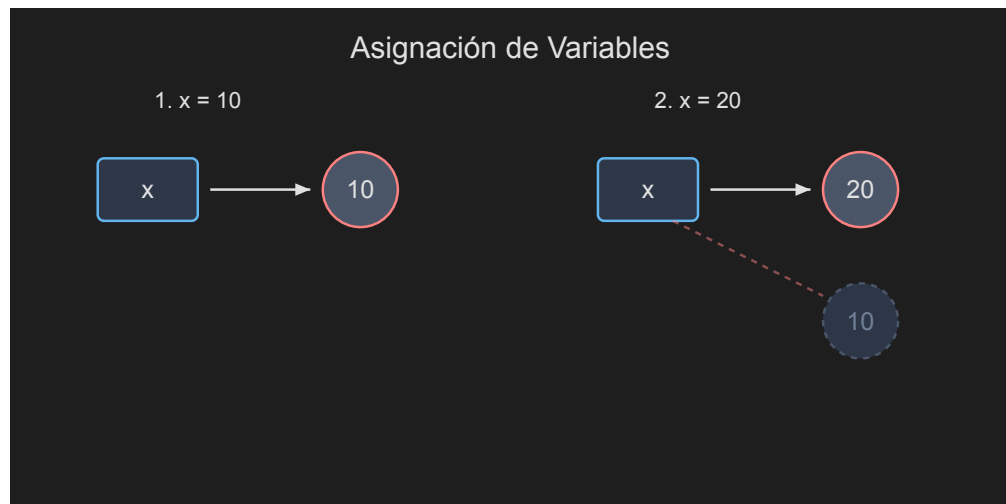 Asignación de Variables
1. x = 10
2. x = 20
x
10
x
20
10